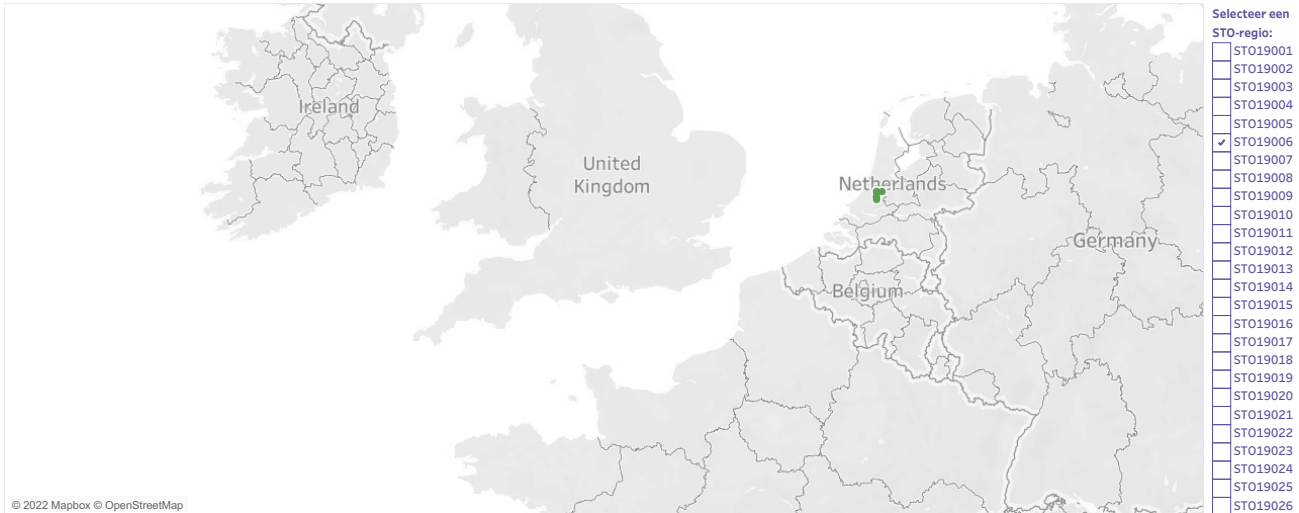 Ireland
United
Kingdom
Netherlands
Germany
Belgium
© 2022 Mapbox © OpenStreetMap
Selecteer een
STO-regio:
STO19001
STO19002
STO19003
STO19004
STO19005
STO19006
STO19007
STO19008
STO19009
STO19010
STO19011
STO19012
STO19013
STO19014
STO19015
STO19016
STO19017
STO19018
STO19019
STO19020
STO19021
STO19022
STO19023
STO19024
STO19025
STO19026